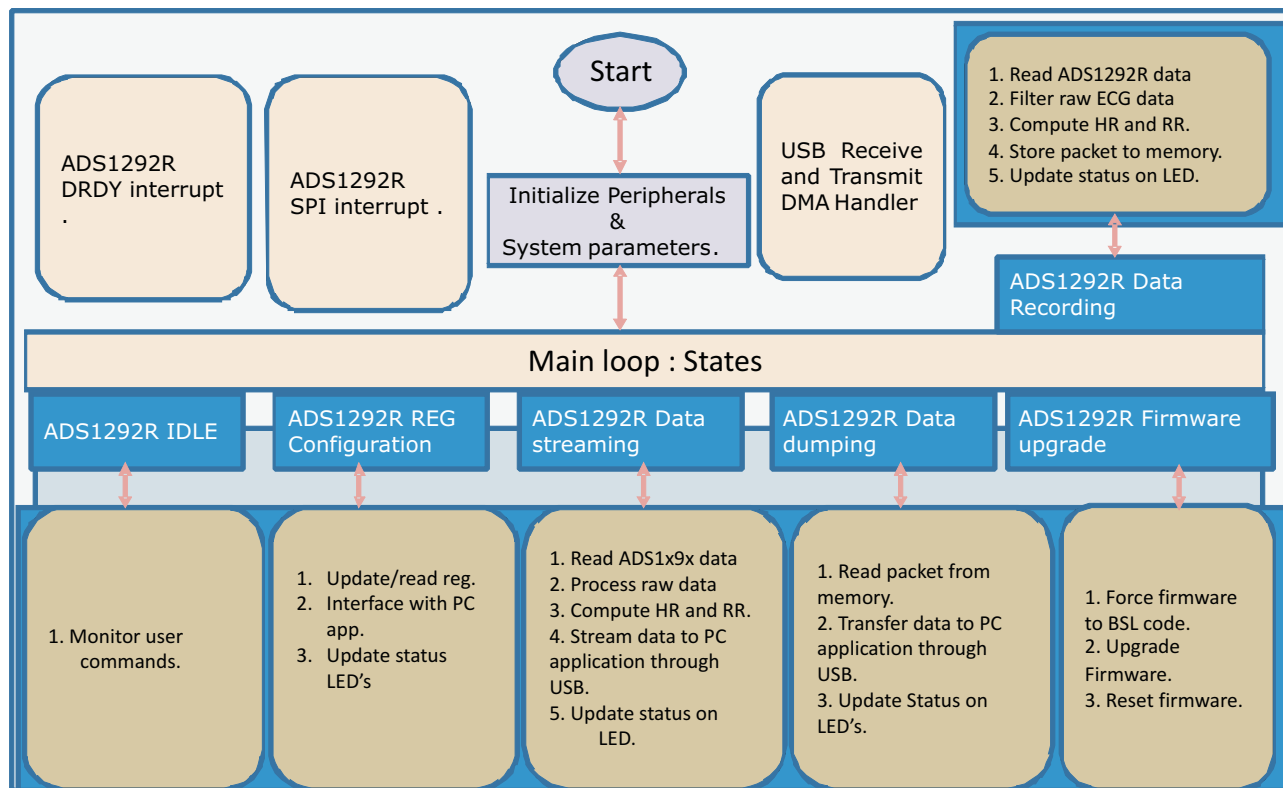 Start
1. Read ADS1292R data
2. Filter raw ECG data
3. Compute HR and RR.
4. Store packet to memory.
5. Update status on LED.
ADS1292R
DRDY interrupt
.
ADS1292R
SPI interrupt .
Initialize Peripherals
&
System parameters.
USB Receive
and Transmit
DMA Handler
ADS1292R Data
Recording
Main loop : States
ADS1292R IDLE
ADS1292R REG
Configuration
ADS1292R Data
streaming
ADS1292R Data
dumping
ADS1292R Firmware
upgrade
1. Monitor user
commands.
1. Update/read reg.
2. Interface with PC
app.
3. Update status
LED’s
1. Read ADS1x9x data
2. Process raw data
3. Compute HR and RR.
4. Stream data to PC
application through
USB.
5. Update status on
LED.
1. Read packet from
memory.
2. Transfer data to PC
application through
USB.
3. Update Status on
LED’s.
1. Force firmware
to BSL code.
2. Upgrade
Firmware.
3. Reset firmware.